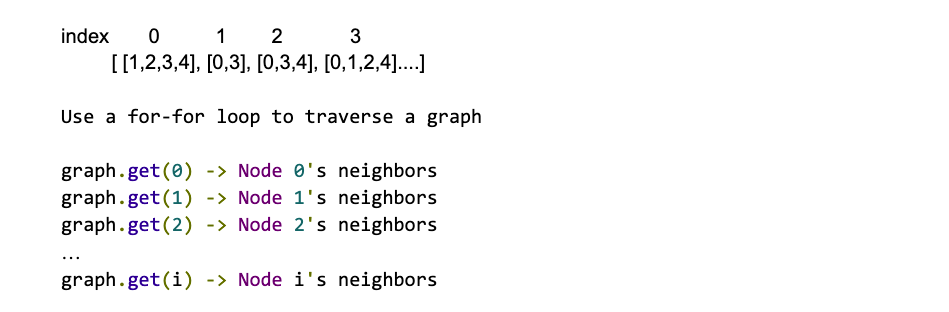 index 0 1 2 3
[ [1,2,3,4], [0,3], [0,3,4], [0,1,2,4]....]
Use a for-for loop to traverse a graph
graph.get(0) -> Node 0's neighbors
graph.get(1) -> Node 1's neighbors
graph.get(2) -> Node 2's neighbors
...
graph.get(i) -> Node i's neighbors